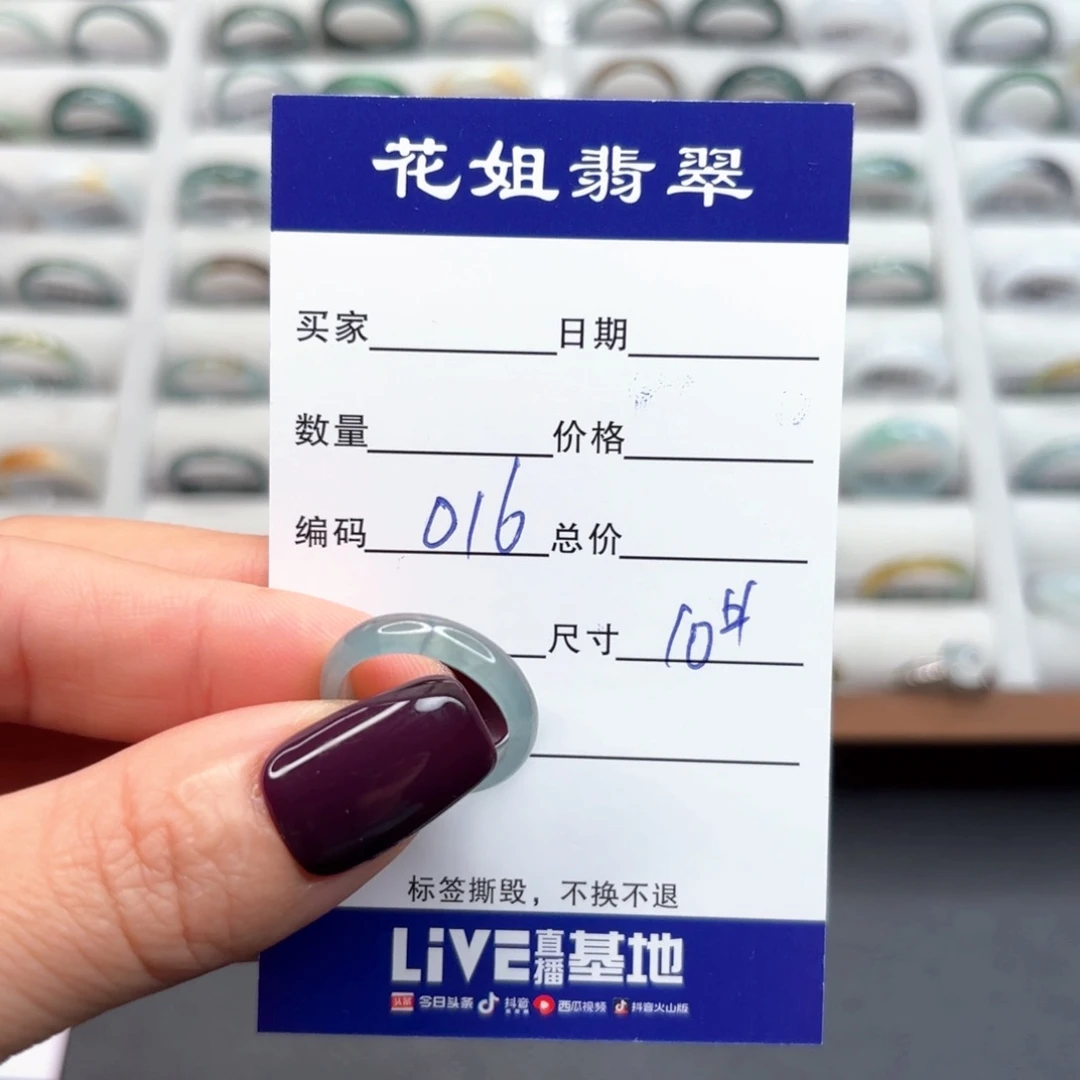 花姐翡翠
买家 日期
数量 价格
编码 016 总价
尺寸 10#
标签撕毁，不换不退
LiVE直播基地
头条 今日头条 抖音 西瓜视频 抖音火山版